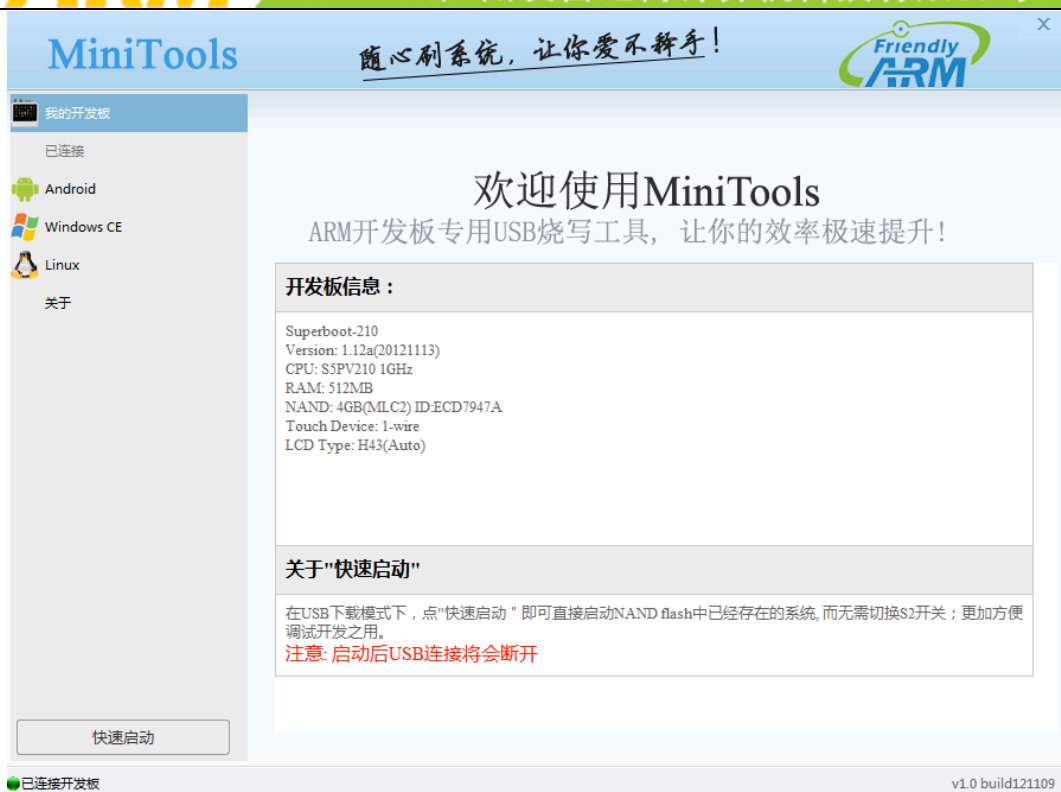 MiniTools
随心刷系统, 让你爱不释手!
Friendly
ARM
X
我的开发板
已连接
Android
Windows CE
Linux
关于
欢迎使用MiniTools
ARM开发板专用USB烧写工具, 让你的效率极速提升!
开发板信息：
Superboot-210
Version: 1.12a(20121113)
CPU: S5PV210 1GHz
RAM: 512MB
NAND: 4GB(MLC2) ID:ECD7947A
Touch Device: 1-wire
LCD Type: H43(Auto)
关于"快速启动"
在USB下载模式下，点"快速启动＂即可直接启动NAND flash中已经存在的系统, 而无需切换S2开关；更加方便
调试开发之用。
注意: 启动后USB连接将会断开
快速启动
已连接开发板
v1.0 build121109